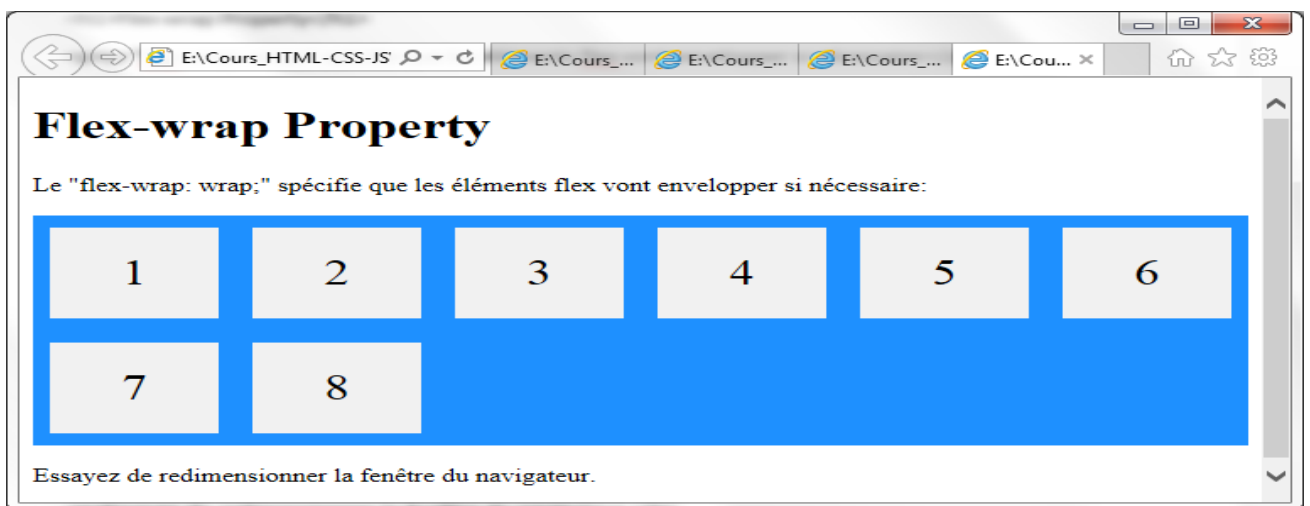 E:\Cours_HTML-CSS-JS' E:\Cours_... E:\Cours_... E:\Cours_... E:\Cou...
Flex-wrap Property
Le "flex-wrap: wrap;" spécifie que les éléments flex vont envelopper si nécessaire:
1 2 3 4 5 6
7 8
Essayez de redimensionner la fenêtre du navigateur.